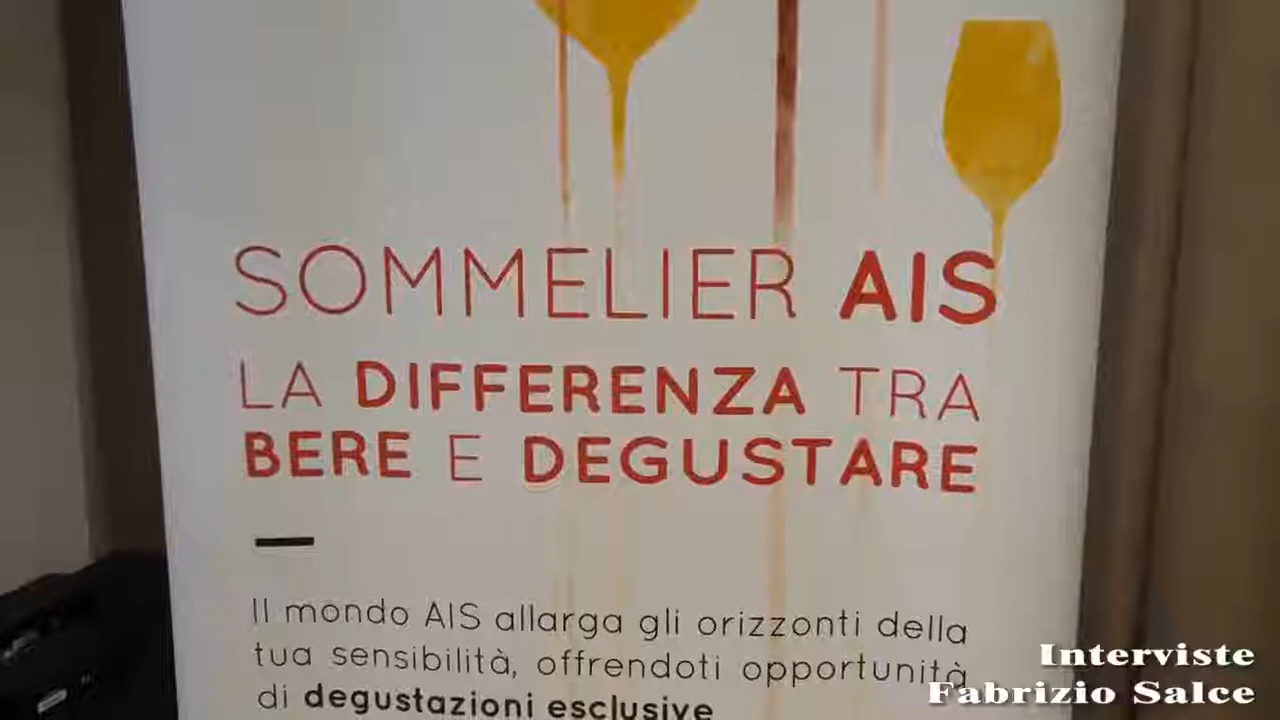 SOMMELIER AIS
LA DIFFERENZA TRA
BERE E DEGUSTARE
Il mondo AIS allarga gli orizzonti della
tua sensibilità, offrendoti opportunità
di degustazioni esclusive
Interviste
Fabrizio Salce